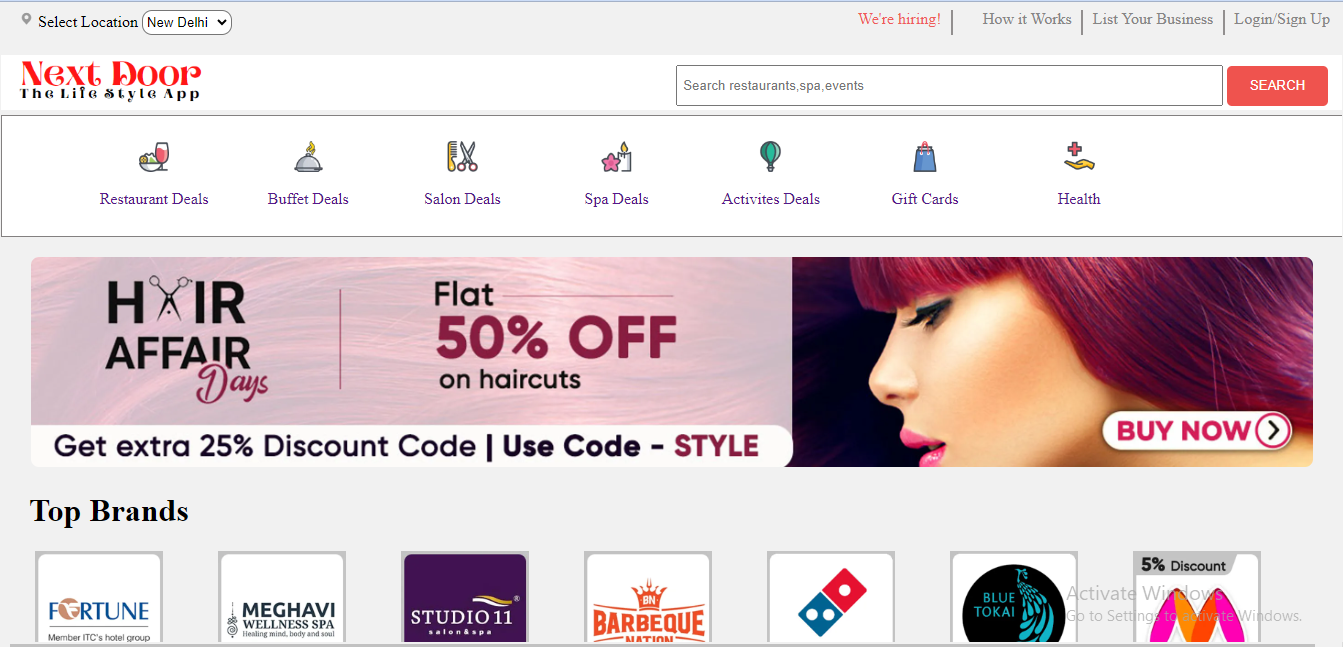 Select Location New Delhi
We're hiring! How it Works List Your Business Login/Sign Up
Next Door
The Life Style App
Search restaurants,spa,events
SEARCH
Restaurant Deals Buffet Deals Salon Deals Spa Deals Activites Deals Gift Cards Health
HAIR
AFFAIR
Days
Flat
50% OFF
on haircuts
Get extra 25% Discount Code | Use Code - STYLE
BUY NOW
Top Brands
FORTUNE
Member ITC's hotel group
MEGHAVI
WELLNESS SPA
Healing mind, body and soul
STUDIO 11 ®
salon&spa
BN
BARBEQUE
NATION
BLUE
TOKAI
5% Discount
Activate Windows
Go to Settings to activate Windows.